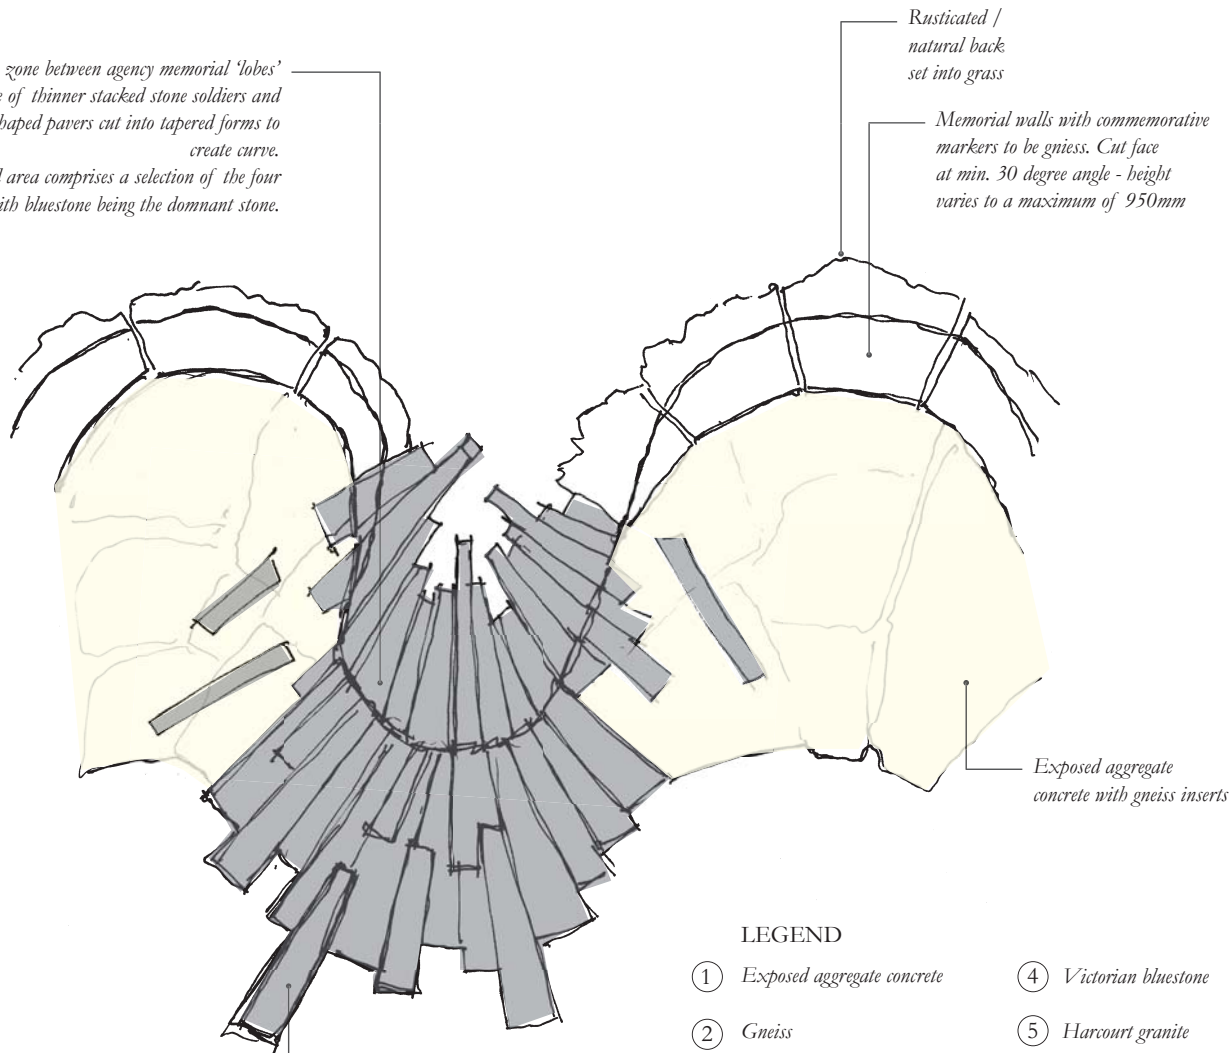 zone between agency memorial ‘lobes’
of thinner stacked stone soldiers and
haped pavers cut into tapered forms to
create curve.
area comprises a selection of the four
ith bluestone being the domnant stone.
Rusticated /
natural back
set into grass
Memorial walls with commemorative
markers to be gniess. Cut face
at min. 30 degree angle - height
varies to a maximum of 950mm
Exposed aggregate
concrete with gneiss inserts
LEGEND
1 Exposed aggregate concrete
2 Gneiss
4 Victorian bluestone
5 Harcourt granite